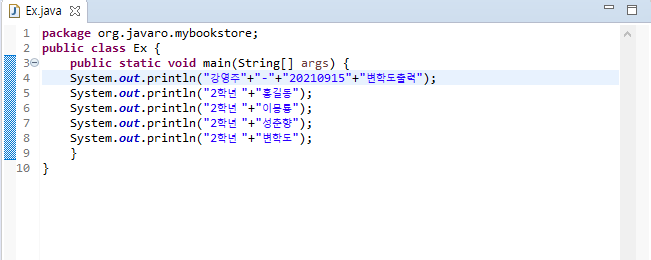 Ex.java
1 package org.javaro.mybookstore;
2 public class Ex {
3 public static void main(String[] args) {
4 System.out.println("강영주"+"-"+"20210915"+"변학도출력");
5 System.out.println("2학년 "+"홍길동");
6 System.out.println("2학년 "+"이몽룡");
7 System.out.println("2학년 "+"성춘향");
8 System.out.println("2학년 "+"변학도");
9 }
10 }